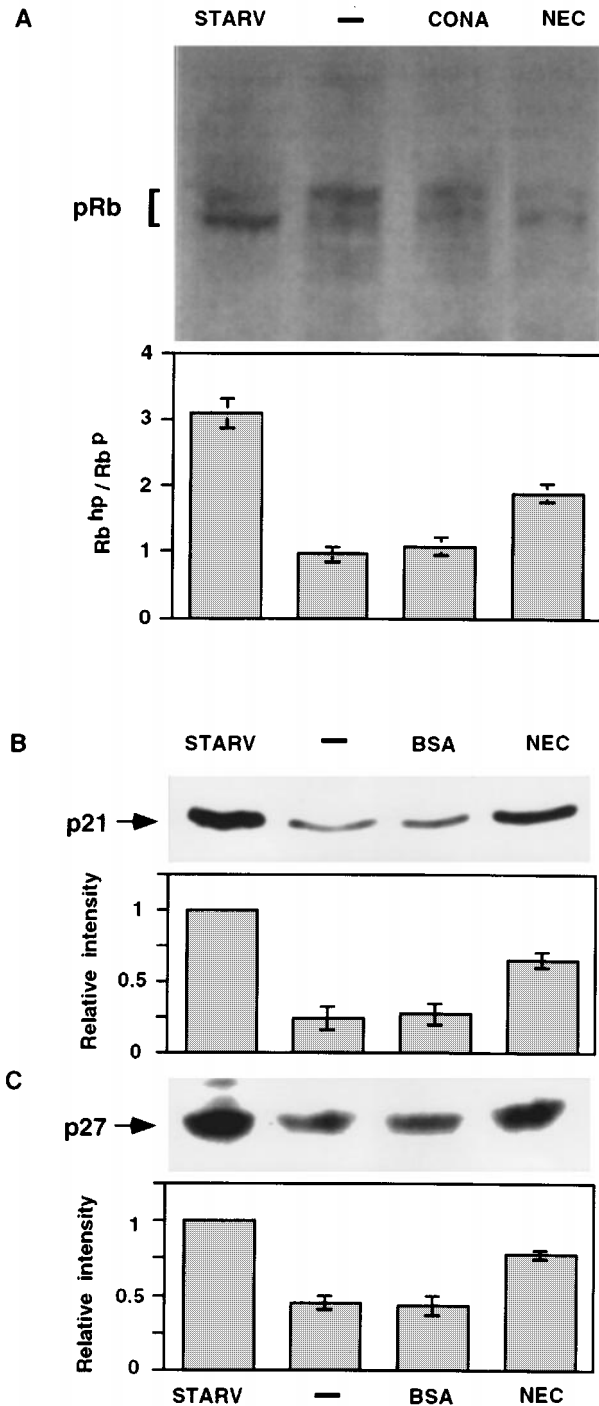 A
STARV — CONA NEC
pRb [
4
3
2
1
0
Rb hp / Rb p
B
STARV — BSA NEC
p21
1
0.5
0
Relative intensity
C
p27
1
0.5
0
Relative intensity
STARV — BSA NEC